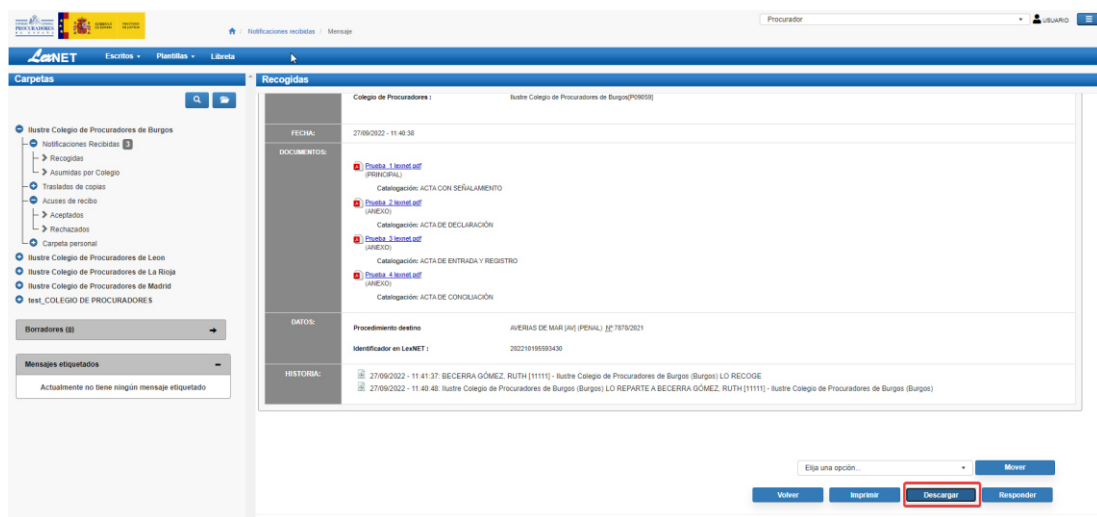 PROCURADORES
Notificaciones recibidas / Mensaje
Procurador
USUARIO
LexNET
Escritos
Plantillas
Libreta
Carpetas
Recogidas
Ilustre Colegio de Procuradores de Burgos
Notificaciones Recibidas 3
Recogidas
Asumidas por Colegio
Traslados de copias
Acuses de recibo
Aceptados
Rechazados
Carpeta personal
Ilustre Colegio de Procuradores de Leon
Ilustre Colegio de Procuradores de La Rioja
Ilustre Colegio de Procuradores de Madrid
test_COLEGIO DE PROCURADORES
Borradores (0)
Mensajes etiquetados
Actualmente no tiene ningún mensaje etiquetado
Colegio de Procuradores : Ilustre Colegio de Procuradores de Burgos[P09059]
FECHA: 27/09/2022 - 11:40:38
DOCUMENTOS:
Prueba_1 lexnet.pdf
(PRINCIPAL)
Catalogación: ACTA CON SEÑALAMIENTO
Prueba_2 lexnet.pdf
(ANEXO)
Catalogación: ACTA DE DECLARACIÓN
Prueba_3 lexnet.pdf
(ANEXO)
Catalogación: ACTA DE ENTRADA Y REGISTRO
Prueba_4 lexnet.pdf
(ANEXO)
Catalogación: ACTA DE CONCILIACIÓN
DATOS:
Procedimiento destino AVERIAS DE MAR [AV] (PENAL) Nº:7878/2021
Identificador en LexNET : 202210195593430
HISTORIA:
27/09/2022 - 11:41:37: BECERRA GÓMEZ, RUTH [11111] - Ilustre Colegio de Procuradores de Burgos (Burgos) LO RECOGE
27/09/2022 - 11:40:48: Ilustre Colegio de Procuradores de Burgos (Burgos) LO REPARTE A BECERRA GÓMEZ, RUTH [11111] - Ilustre Colegio de Procuradores de Burgos (Burgos)
Elija una opción...
Mover
Volver
Imprimir
Descargar
Responder